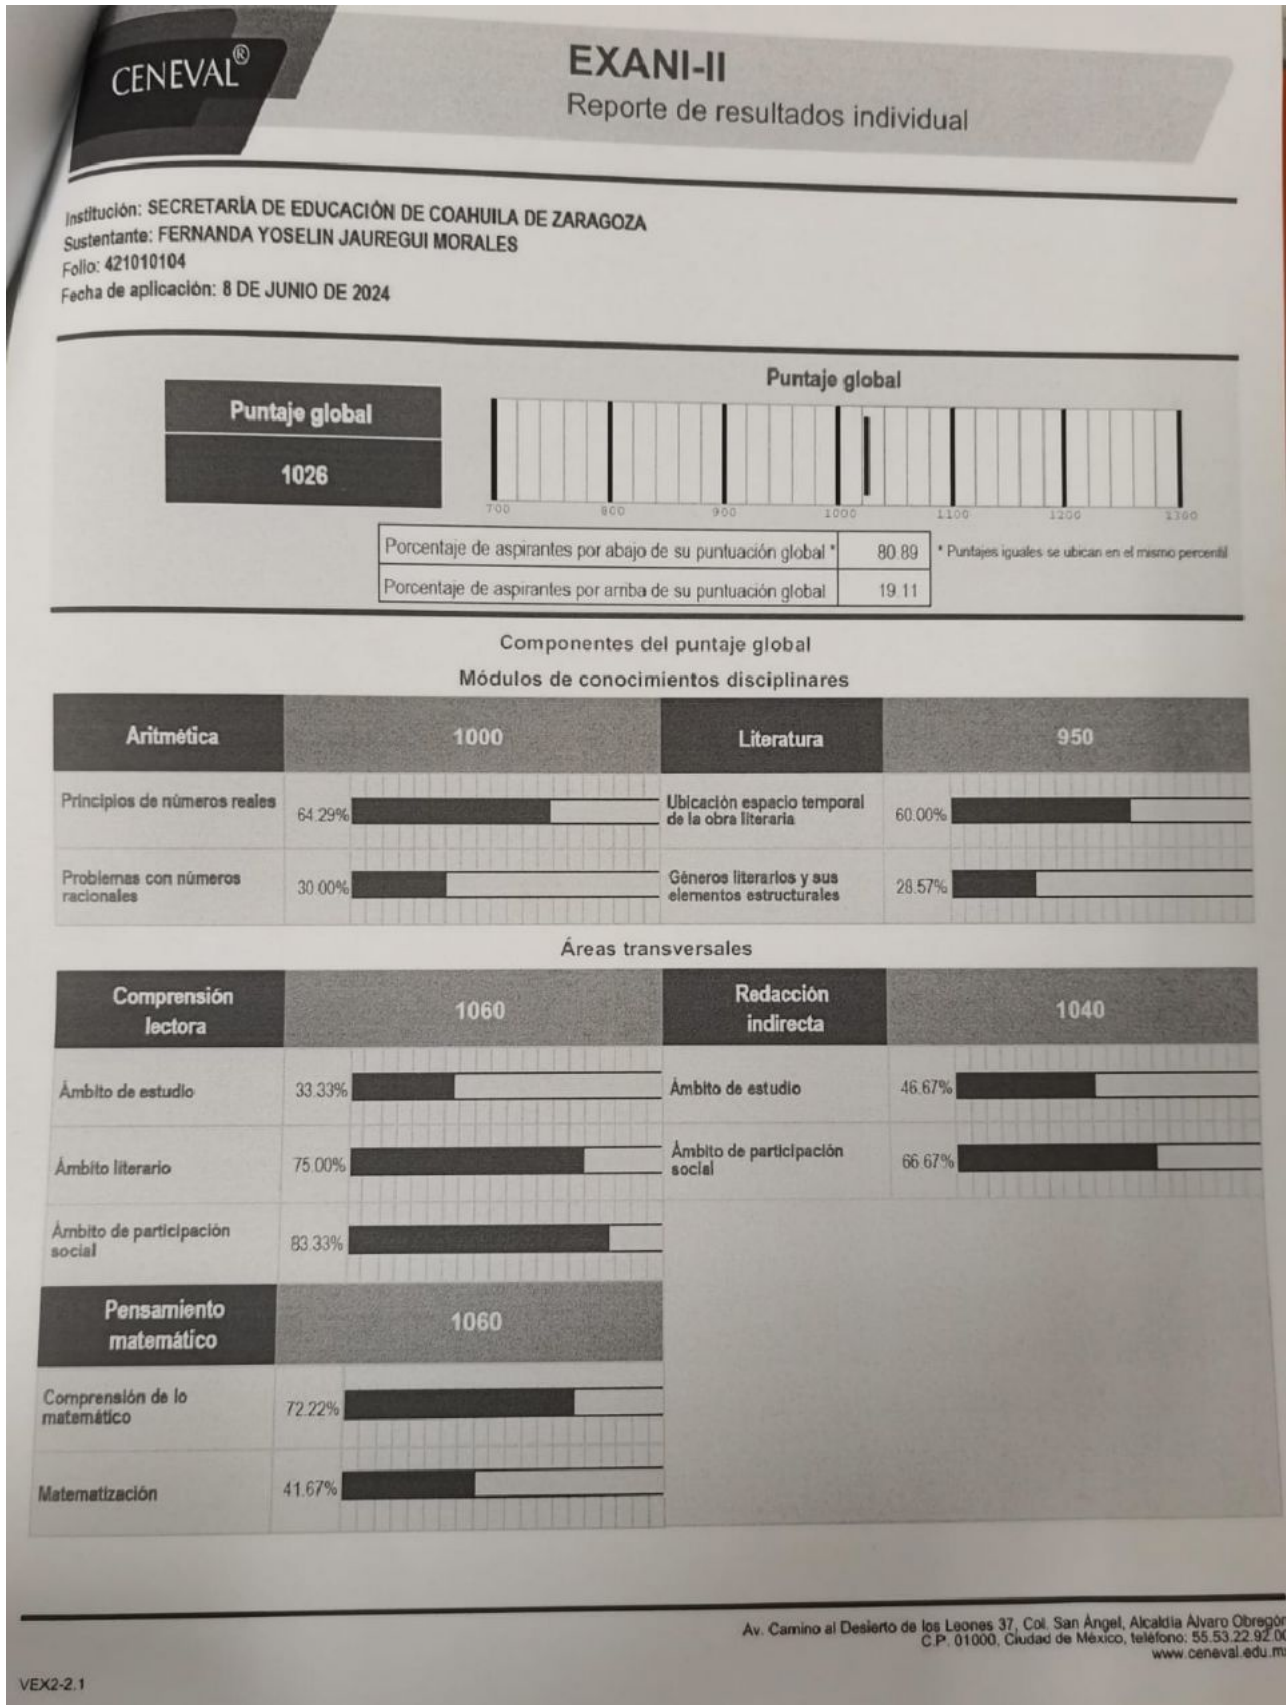 CENEVAL®
EXANI-II
Reporte de resultados individual
Institución: SECRETARÍA DE EDUCACIÓN DE COAHUILA DE ZARAGOZA
Sustentante: FERNANDA YOSELIN JAUREGUI MORALES
Folio: 421010104
Fecha de aplicación: 8 DE JUNIO DE 2024
Puntaje global
1026
Puntaje global
700 800 900 1000 1100 1200 1300
Porcentaje de aspirantes por abajo de su puntuación global * 80.89 * Puntajes iguales se ubican en el mismo percentil
Porcentaje de aspirantes por arriba de su puntuación global 19.11
Componentes del puntaje global
Módulos de conocimientos disciplinares
Aritmética 1000 Literatura 950
Principios de números reales 64.29% Ubicación espacio temporal
de la obra literaria 60.00%
Problemas con números
racionales 30.00% Géneros literarios y sus
elementos estructurales 28.57%
Áreas transversales
Comprensión
lectora 1060 Redacción
indirecta 1040
Ámbito de estudio 33.33% Ámbito de estudio 46.67%
Ámbito literario 75.00% Ámbito de participación
social 66.67%
Ámbito de participación
social 83.33%
Pensamiento
matemático 1060
Comprensión de lo
matemático 72.22%
Matematización 41.67%
Av. Camino al Desierto de los Leones 37, Col. San Ángel, Alcaldía Álvaro Obregón
C.P. 01000, Ciudad de México, teléfono: 55.53.22.92.00
www.ceneval.edu.m
VEX2-2.1